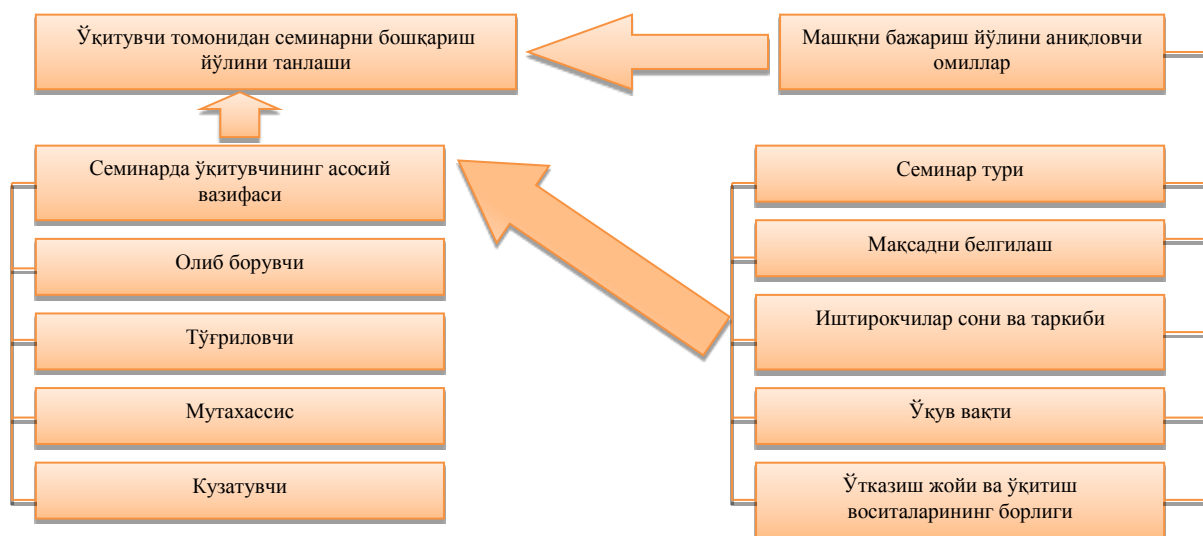 Ўқитувчи томонидан семинарни бошқариш
йўлини танлаши
Машқни бажариш йўлини аниқловчи
омиллар
Семинарда ўқитувчининг асосий
вазифаси
Олиб борувчи
Тўғриловчи
Мутахассис
Кузатувчи
Семинар тури
Мақсадни белгилаш
Иштирокчилар сони ва таркиби
Ўқув вақти
Ўтказиш жойи ва ўқитиш
воситаларининг борлиги